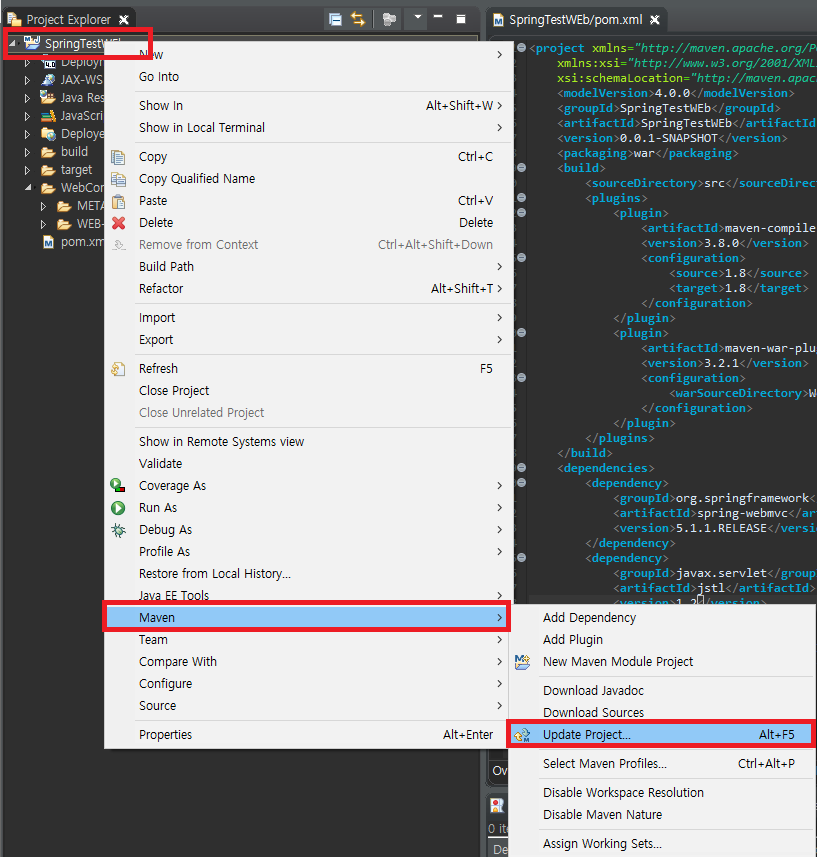 Project Explorer
SpringTestWEb
Deploym
JAX-WS
Java Res
JavaScri
Deploye
build
target
WebCon
META
WEB-
pom.xm
New
Go Into
Show In Alt+Shift+W
Show in Local Terminal
Copy Ctrl+C
Copy Qualified Name
Paste Ctrl+V
Delete Delete
Remove from Context Ctrl+Alt+Shift+Down
Build Path
Refactor Alt+Shift+T
Import
Export
Refresh F5
Close Project
Close Unrelated Project
Show in Remote Systems view
Validate
Coverage As
Run As
Debug As
Profile As
Restore from Local History...
Java EE Tools
Maven
Team
Compare With
Configure
Source
Properties Alt+Enter
SpringTestWEb/pom.xml
<project xmlns="http://maven.apache.org/PO
xmlns:xsi="http://www.w3.org/2001/XML
xsi:schemaLocation="http://maven.apac
<modelVersion>4.0.0</modelVersion>
<groupId>SpringTestWEb</groupId>
<artifactId>SpringTestWEb</artifactId
<version>0.0.1-SNAPSHOT</version>
<packaging>war</packaging>
<build>
<sourceDirectory>src</sourceDirec
<plugins>
<plugin>
<artifactId>maven-compile
<version>3.8.0</version>
<configuration>
<source>1.8</source>
<target>1.8</target>
</configuration>
</plugin>
<plugin>
<artifactId>maven-war-plu
<version>3.2.1</version>
<configuration>
<warSourceDirectory>W
</configuration>
</plugin>
</plugins>
</build>
<dependencies>
<dependency>
<groupId>org.springframework<
<artifactId>spring-webmvc</ar
<version>5.1.1.RELEASE</versi
</dependency>
<dependency>
<groupId>javax.servlet</group
<artifactId>jstl</artifactId>
<version>1.2</version>
Add Dependency
Add Plugin
New Maven Module Project
Download Javadoc
Download Sources
Update Project... Alt+F5
Select Maven Profiles... Ctrl+Alt+P
Disable Workspace Resolution
Disable Maven Nature
Assign Working Sets...
Ov
0 ite
De